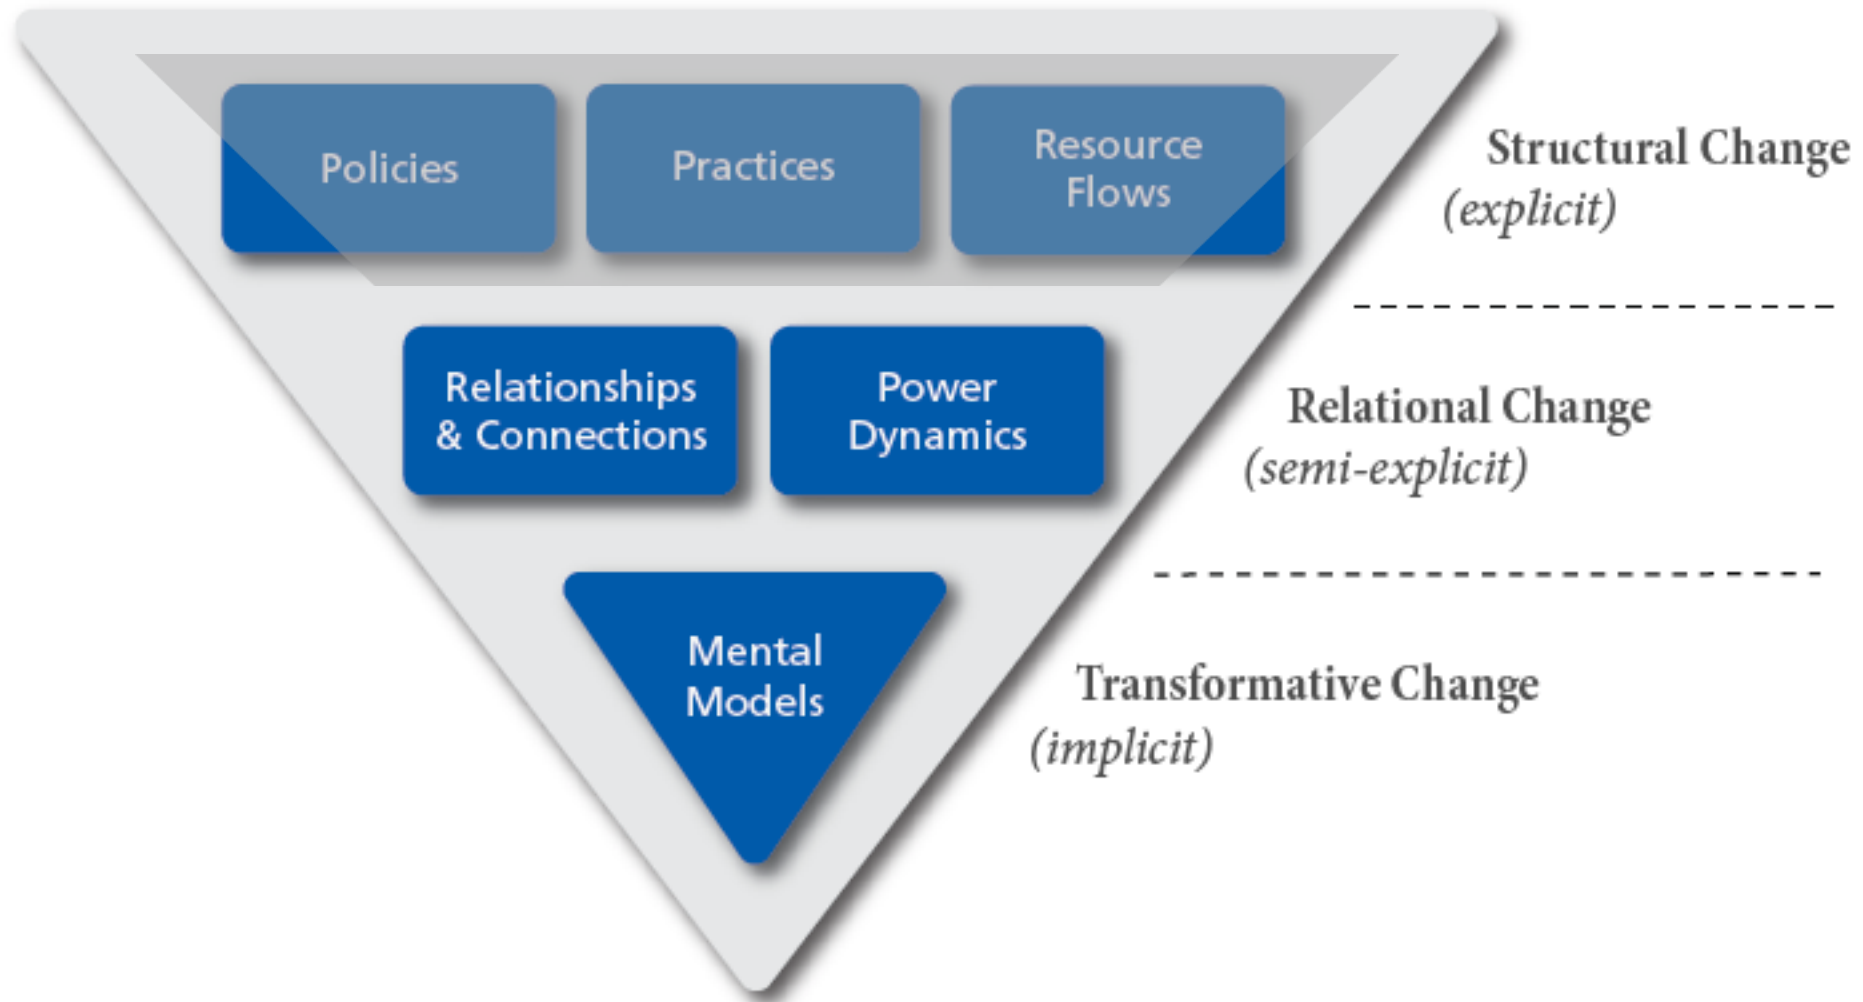 Policies
Practices
Resource
Flows
Structural Change
(explicit)
Relationships
& Connections
Power
Dynamics
Relational Change
(semi-explicit)
Mental
Models
Transformative Change
(implicit)